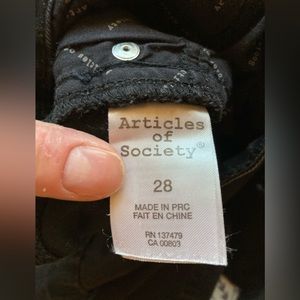 Articles
of
Society®
28
MADE IN PRC
FAIT EN CHINE
RN 137479
CA 00803